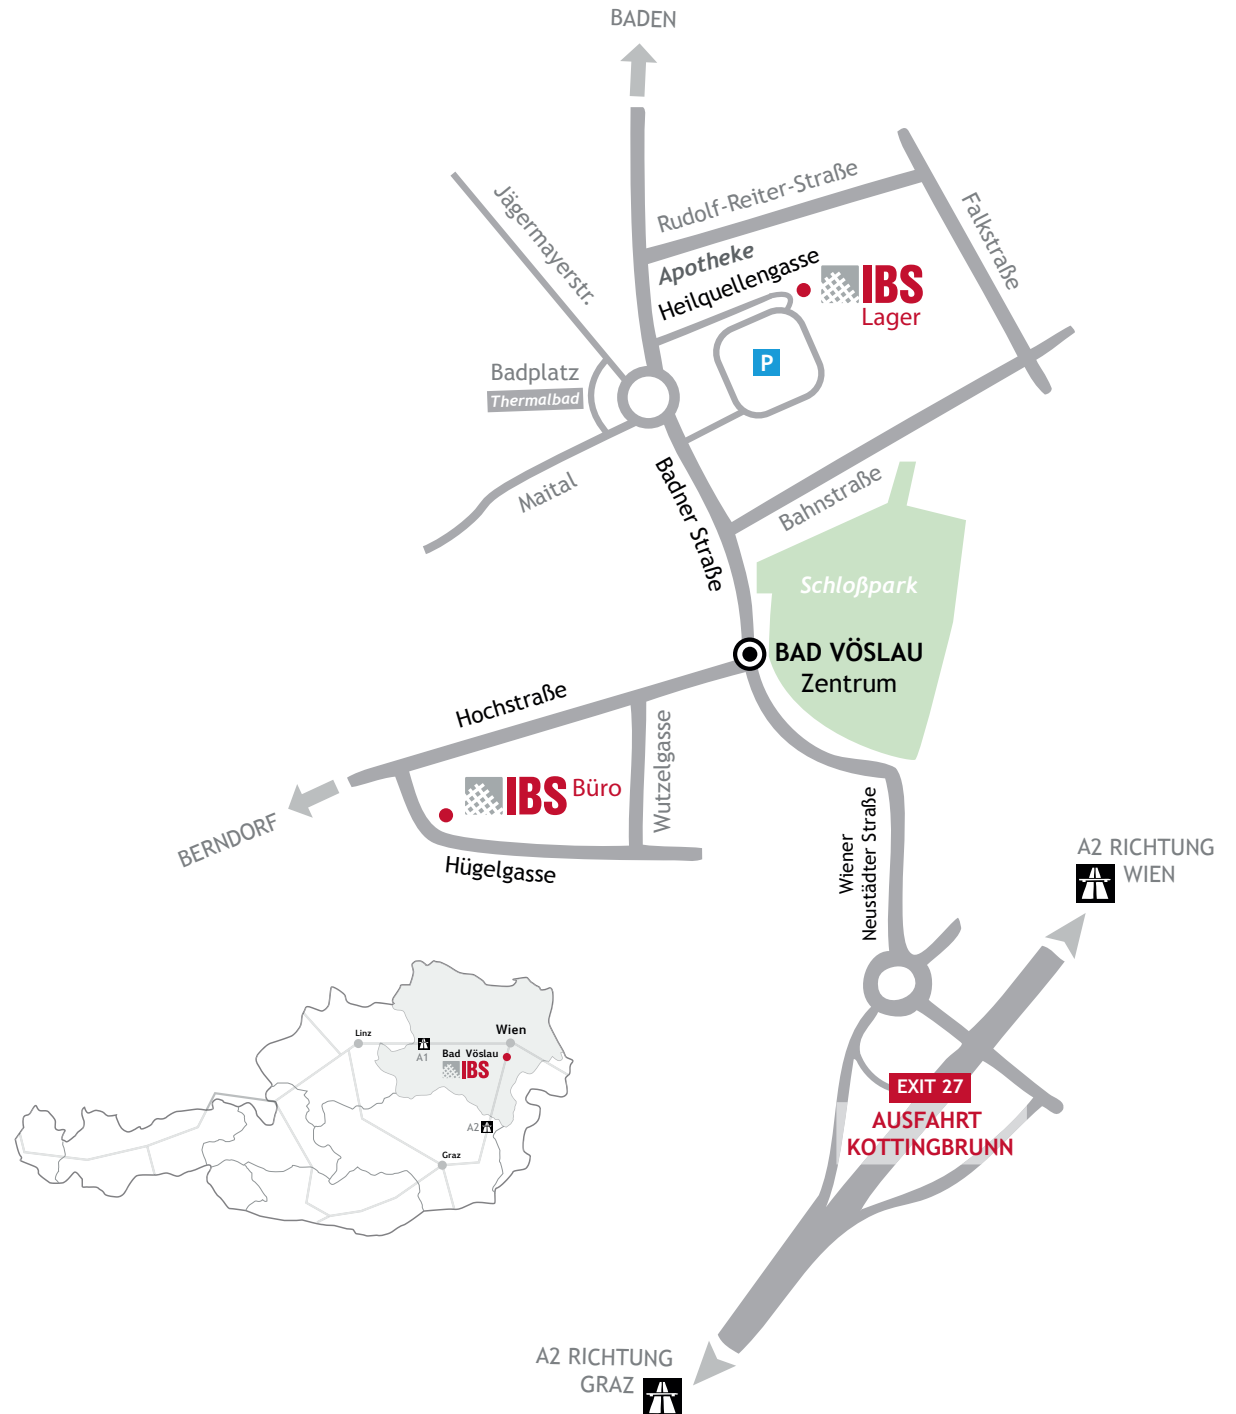 BADEN
Rudolf-Reiter-Straße
Jägermayerstr.
Falkstraße
Apotheke
Heilquellengasse
IBS
Lager
P
Badplatz
Thermalbad
Maital
Badner Straße
Bahnstraße
Schloßpark
BAD VÖSLAU
Zentrum
Hochstraße
Wutzelgasse
IBS Büro
BERNDORF
Hügelgasse
Wiener
Neustädter Straße
A2 RICHTUNG
WIEN
Linz
Wien
A1
Bad Vöslau
IBS
A2
Graz
EXIT 27
AUSFAHRT
KOTTINGBRUNN
A2 RICHTUNG
GRAZ